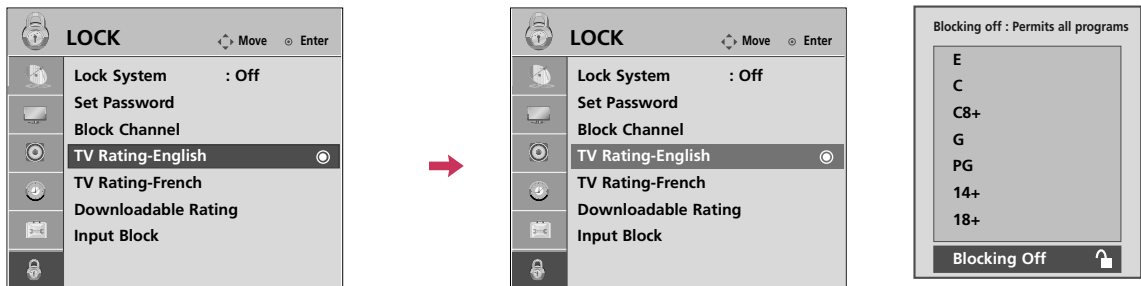 LOCK
Move Enter
Lock System : Off
Set Password
Block Channel
TV Rating-English
TV Rating-French
Downloadable Rating
Input Block
LOCK
Move Enter
Lock System : Off
Set Password
Block Channel
TV Rating-English
TV Rating-French
Downloadable Rating
Input Block
Blocking off : Permits all programs
E
C
C8+
G
PG
14+
18+
Blocking Off